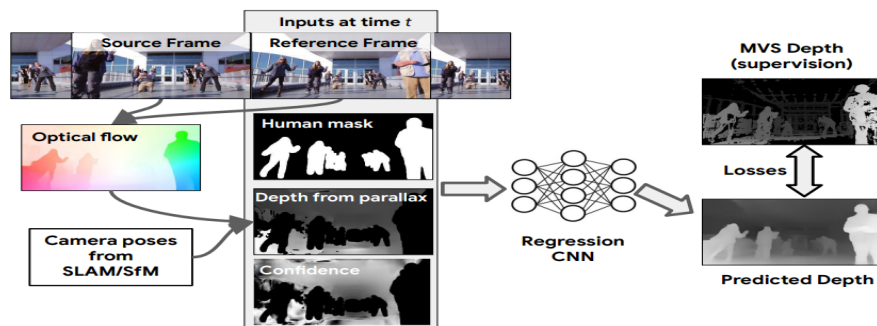 Inputs at time t
Source Frame
Reference Frame
Optical flow
Human mask
Depth from parallax
Camera poses
from
SLAM/SfM
Confidence
Regression
CNN
MVS Depth
(supervision)
Losses
Predicted Depth